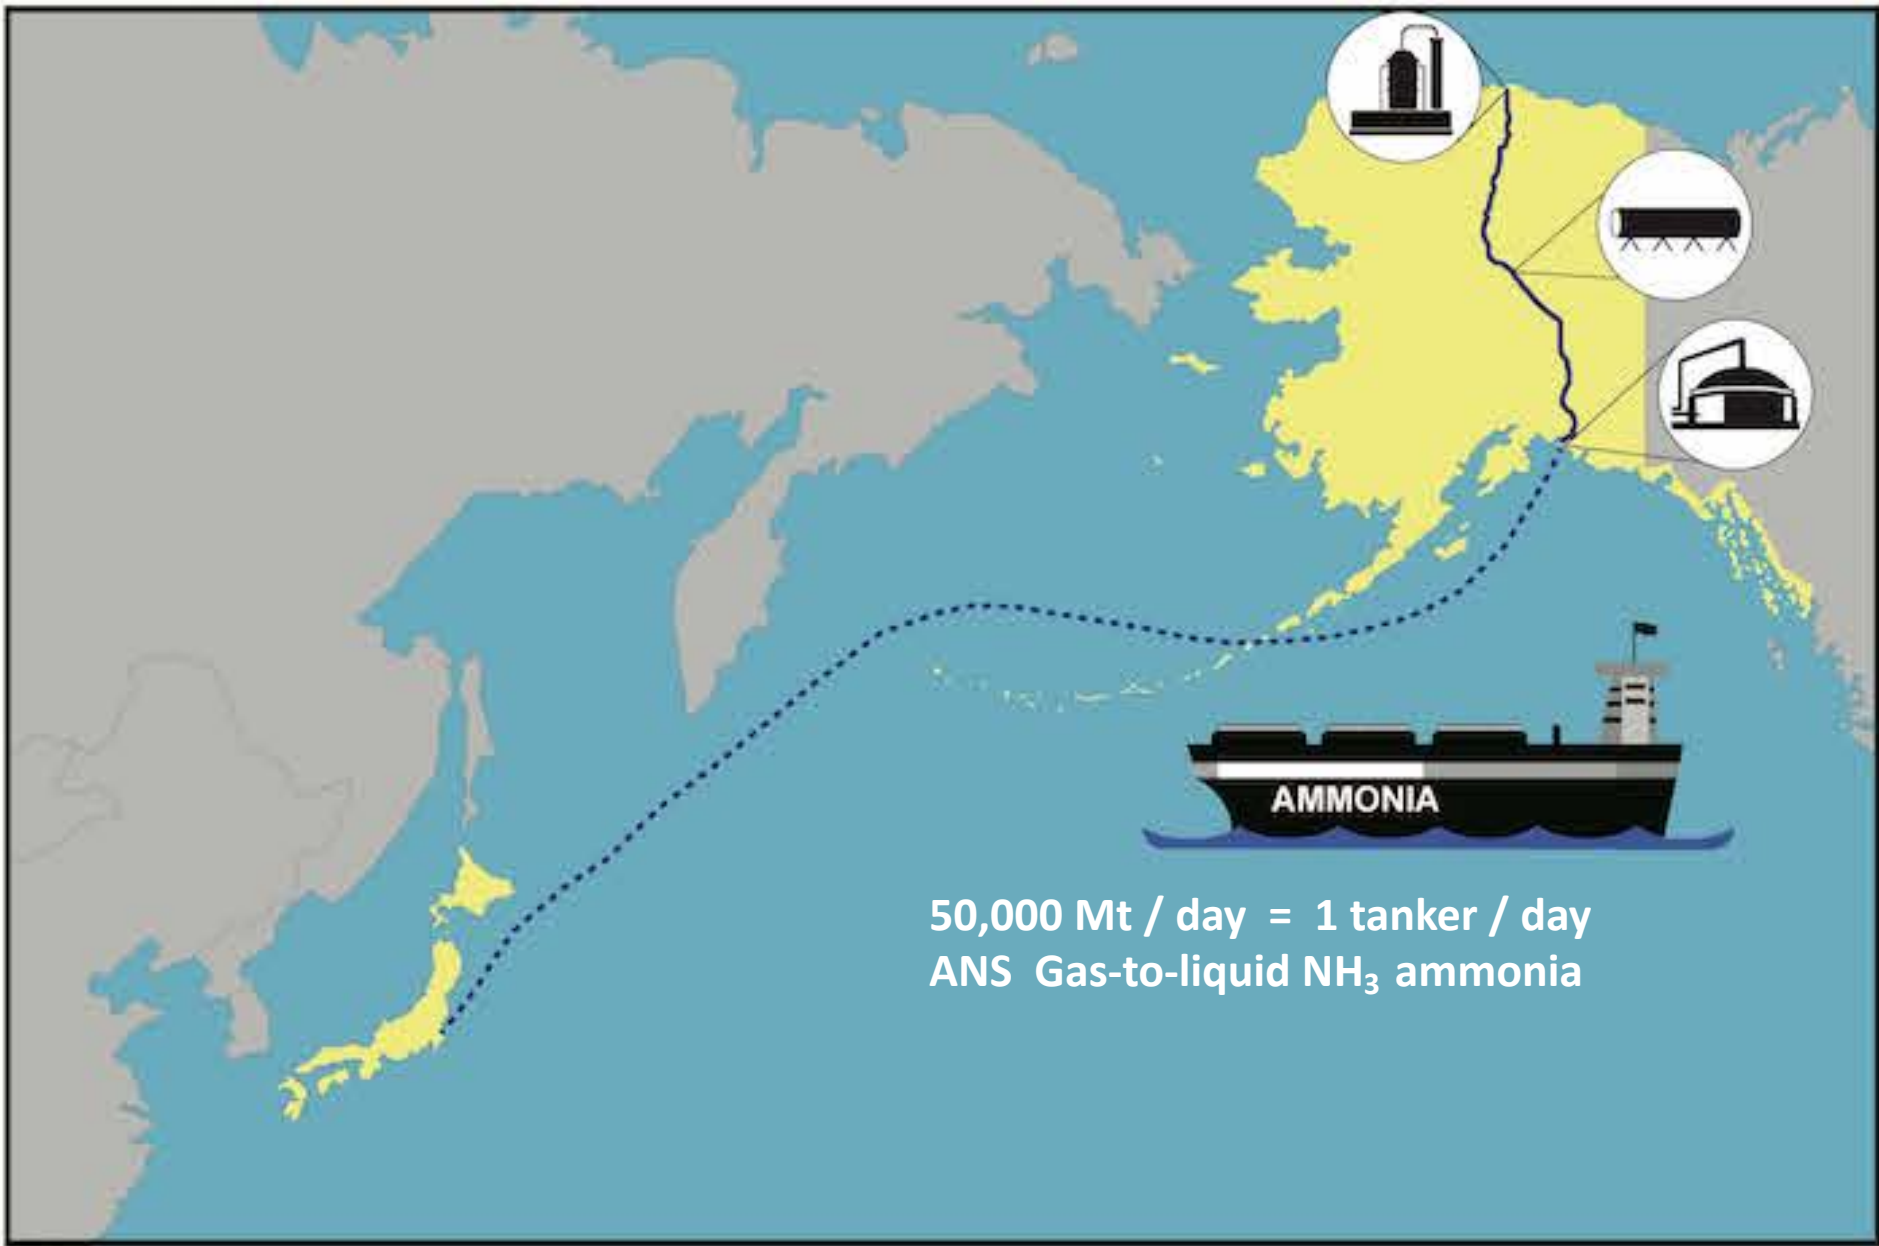 AMMONIA
50,000 Mt / day = 1 tanker / day
ANS Gas-to-liquid NH₃ ammonia